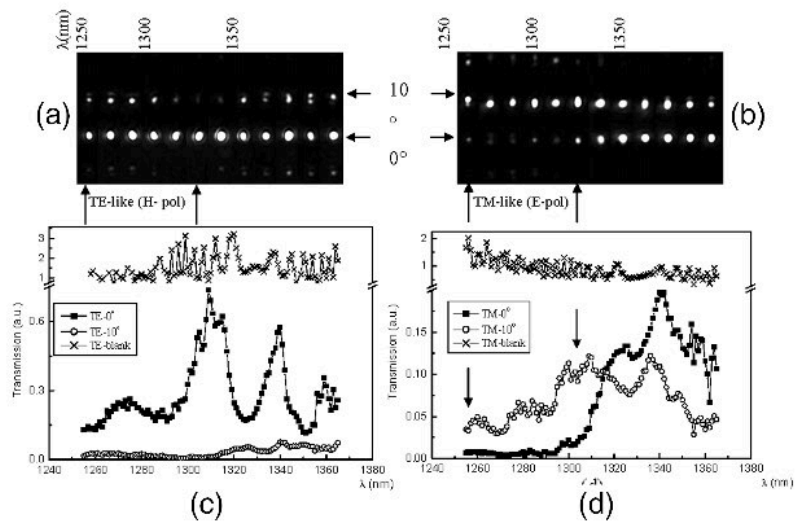 λ(nm)
1250
1300
1350
1250
1300
1350
(a)
10
°
0°
(b)
TE-like (H- pol)
TM-like (E-pol)
Transmission (a.u.)
3
2
1
0.6
0.3
0.0
TE-0°
TE-10°
TE-blank
1240 1260 1280 1300 1320 1340 1360 1380
λ (nm)
(c)
Transmission (a.u.)
2
1
0.15
0.10
0.05
0.00
TM-0°
TM-10°
TM-blank
1240 1260 1280 1300 1320 1340 1360 1380
λ (nm)
(d)